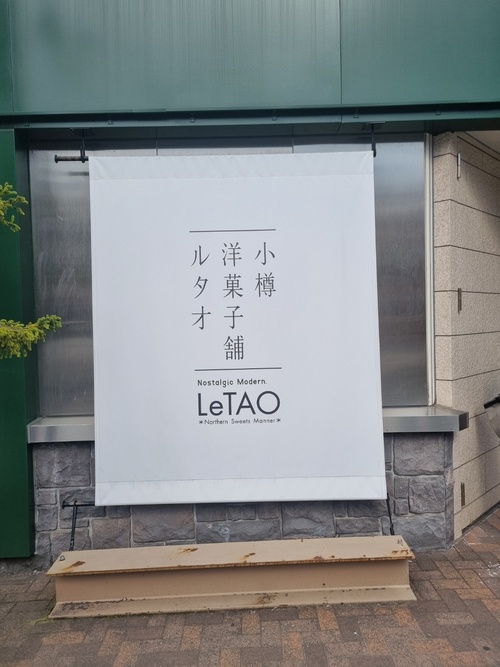 小樽
洋菓子舗
ルタオ
Nostalgic Modern.
LeTAO
*Northern Sweets Manner*